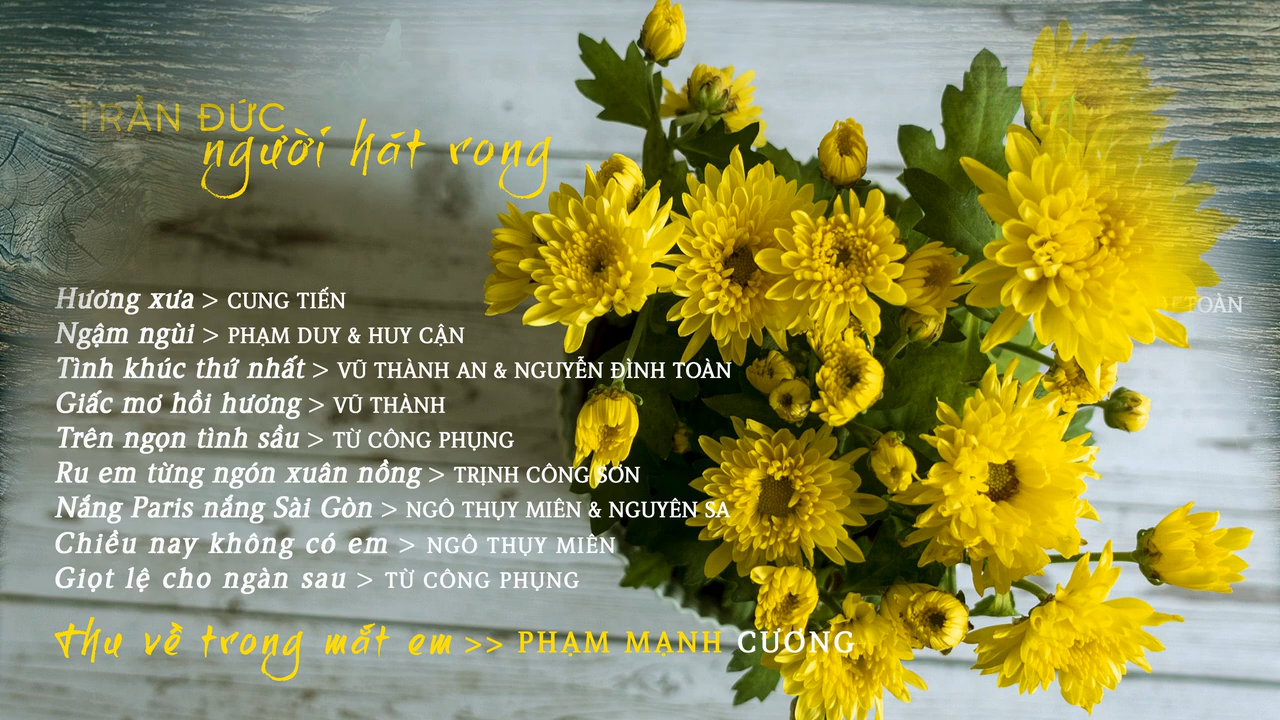 TRẦN ĐỨC
người hát rong
Hương xưa > CUNG TIẾN
Ngậm ngùi > PHẠM DUY & HUY CẬN
Tình khúc thứ nhất > VŨ THÀNH AN & NGUYỄN ĐÌNH TOÀN
Giấc mơ hồi hương > VŨ THÀNH
Trên ngọn tình sầu > TỪ CÔNG PHỤNG
Ru em từng ngón xuân nồng > TRỊNH CÔNG SƠN
Nắng Paris nắng Sài Gòn > NGÔ THỤY MIÊN & NGUYÊN SA
Chiều nay không có em > NGÔ THỤY MIÊN
Giọt lệ cho ngàn sau > TỪ CÔNG PHỤNG
Thu về trong mắt em >> PHẠM MẠNH CƯƠNG
TOÀN